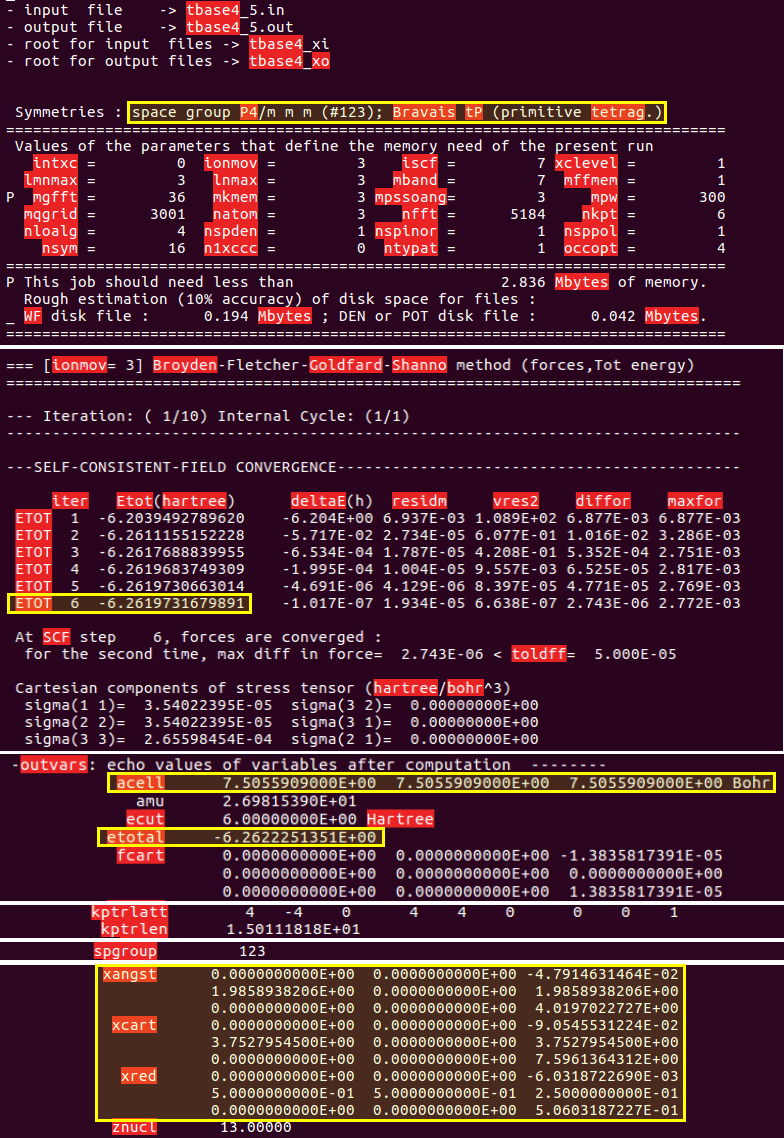 - input  file    -> tbase4_5.in
- output file    -> tbase4_5.out
- root for input  files -> tbase4_xi
- root for output files -> tbase4_xo
Symmetries : space group P4/m m m (#123); Bravais tP (primitive tetrag.)
================================================================================
Values of the parameters that define the memory need of the present run
intxc =         0    ionmov =         3      iscf =         7   xclevel =         1
lmnmax =         3     lnmax =         3     mband =         7    mffmem =         1
P  mgfft =        36     mkmem =         3  mpssoang=         3       mpw =       300
mqgrid =      3001     natom =         3      nfft =      5184      nkpt =         6
nloalg =         4    nspden =         1   nspinor =         1    nsppol =         1
nsym =        16    n1xccc =         0    ntypat =         1    occopt =         4
================================================================================
P This job should need less than                       2.836 Mbytes of memory.
Rough estimation (10% accuracy) of disk space for files :
_ WF disk file :      0.194 Mbytes ; DEN or POT disk file :      0.042 Mbytes.
================================================================================
=== [ionmov= 3] Broyden-Fletcher-Goldfard-Shanno method (forces,Tot energy)
================================================================================
--- Iteration: ( 1/10) Internal Cycle: (1/1)
--------------------------------------------------------------------------------
---SELF-CONSISTENT-FIELD CONVERGENCE--------------------------------------------
iter   Etot(hartree)      deltaE(h)  residm     vres2    diffor    maxfor
ETOT  1  -6.2039492789620    -6.204E+00 6.937E-03 1.089E+02 6.877E-03 6.877E-03
ETOT  2  -6.2611155152228    -5.717E-02 2.734E-05 6.077E-01 1.016E-02 3.286E-03
ETOT  3  -6.2617688839955    -6.534E-04 1.787E-05 4.208E-01 5.352E-04 2.751E-03
ETOT  4  -6.2619683749309    -1.995E-04 1.004E-05 9.557E-03 6.525E-05 2.817E-03
ETOT  5  -6.2619730663014    -4.691E-06 4.129E-06 8.397E-05 4.771E-05 2.769E-03
ETOT  6  -6.2619731679891    -1.017E-07 1.934E-05 6.638E-07 2.743E-06 2.772E-03
At SCF step    6, forces are converged :
for the second time, max diff in force=  2.743E-06 < toldff=  5.000E-05
Cartesian components of stress tensor (hartree/bohr^3)
sigma(1 1)=  3.54022395E-05  sigma(3 2)=  0.00000000E+00
sigma(2 2)=  3.54022395E-05  sigma(3 1)=  0.00000000E+00
sigma(3 3)=  2.65598454E-04  sigma(2 1)=  0.00000000E+00
-outvars: echo values of variables after computation  --------
acell      7.5055909000E+00  7.5055909000E+00  7.5055909000E+00 Bohr
amu      2.69815390E+01
ecut      6.00000000E+00 Hartree
etotal     -6.2622251351E+00
fcart      0.0000000000E+00  0.0000000000E+00 -1.3835817391E-05
0.0000000000E+00  0.0000000000E+00  0.0000000000E+00
0.0000000000E+00  0.0000000000E+00  1.3835817391E-05
kptrlatt        4   -4    0      4    4    0      0    0    1
kptrlen      1.50111818E+01
spgroup         123
xangst      0.0000000000E+00  0.0000000000E+00 -4.7914631464E-02
1.9858938206E+00  1.9858938206E+00  1.9858938206E+00
0.0000000000E+00  0.0000000000E+00  4.0197022727E+00
xcart      0.0000000000E+00  0.0000000000E+00 -9.0545531224E-02
3.7527954500E+00  3.7527954500E+00  3.7527954500E+00
0.0000000000E+00  0.0000000000E+00  7.5961364312E+00
xred      0.0000000000E+00  0.0000000000E+00 -6.0318722690E-03
5.0000000000E-01  5.0000000000E-01  2.5000000000E-01
0.0000000000E+00  0.0000000000E+00  5.0603187227E-01
znucl       13.00000